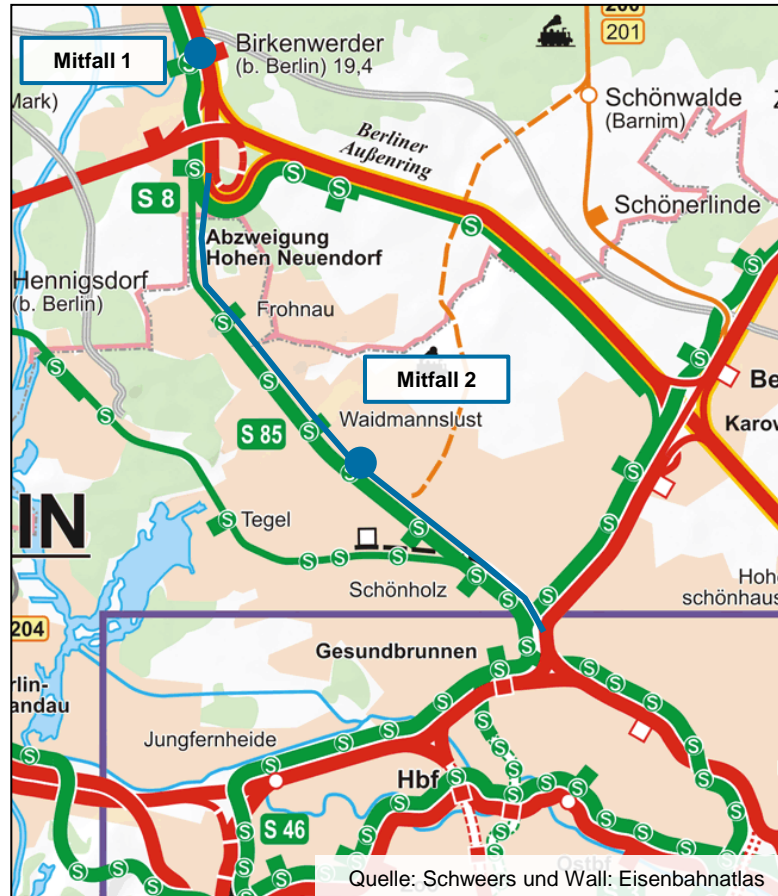 200
201
Mitfall 1
Birkenwerder
(b. Berlin) 19,4
Mark)
Schönwalde
(Barnim)
Berliner
Außenring
S 8
Schönerlinde
Abzweigung
Hohen Neuendorf
Hennigsdorf
(b. Berlin)
Frohnau
Mitfall 2
Be
Waidmannslust
Karow
S 85
IN
Tegel
Schönholz
Hohe
schönhaus
204
Gesundbrunnen
rlin-
andau
Jungfernheide
Hbf
S 46
Ostbf
Quelle: Schweers und Wall: Eisenbahnatlas